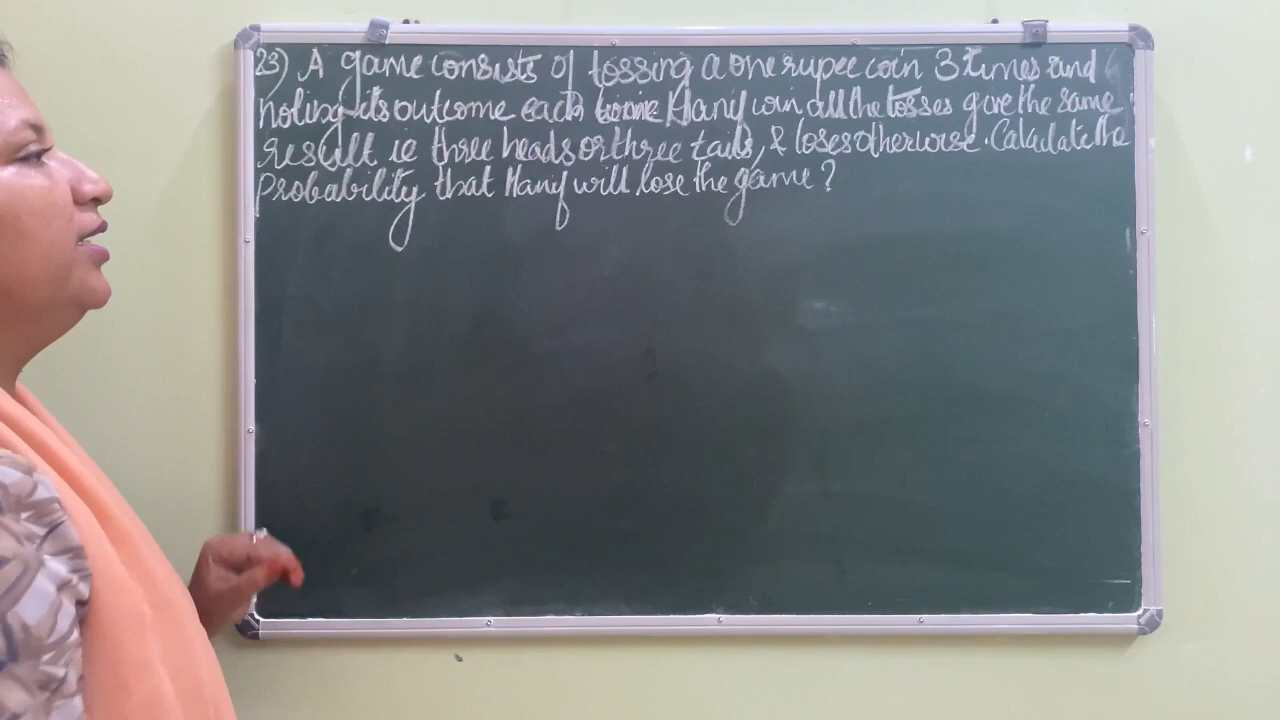 23) A game consists of tossing a one rupee coin 3 times and
noting its outcome each time Hanif win all the tosses give the same
result ie three heads or three tails, & loses otherwise. Calculate the
Probability that Hanif will lose the game ?